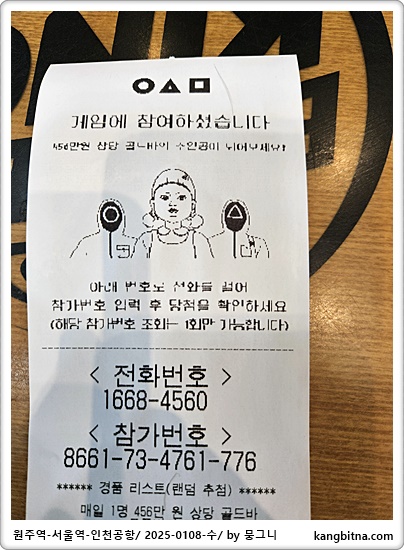 ○△□
게임에 참여하셨습니다
456만원 상당 골드바의 주인공이 되어보세요!
아래 번호로 전화를 걸어
참가번호 입력 후 당첨을 확인하세요
(해당 참가번호 조회는 1회만 가능합니다)
< 전화번호 >
1668-4560
< 참가번호 >
8661-73-4761-776
****** 경품 리스트(랜덤 추첨) ******
매일 1명 456만 원 상당 골드바
원주역-서울역-인천공항/ 2025-0108-수/ by 뭉그니
kangbitna.com